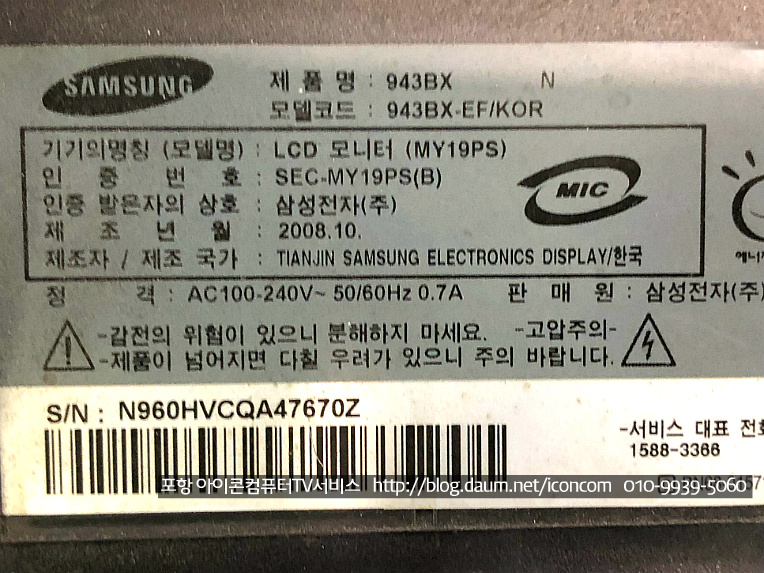 SAMSUNG
제 품 명 : 943BX N
모델코드 : 943BX-EF/KOR
기기의명칭 (모델명) : LCD 모니터 (MY19PS)
인 증 번 호 : SEC-MY19PS(B)
인증 받은자의 상호 : 삼성전자(주)
제 조 년 월 : 2008.10.
제조자 / 제조 국가 : TIANJIN SAMSUNG ELECTRONICS DISPLAY/한국
MIC
정 격 : AC100-240V~ 50/60Hz 0.7A 판 매 원 : 삼성전자(주)
-감전의 위험이 있으니 분해하지 마세요. -고압주의-
-제품이 넘어지면 다칠 우려가 있으니 주의 바랍니다.
S/N : N960HVCQA47670Z
-서비스 대표 전화
1588-3366
포항 아이콘컴퓨터TV서비스 http://blog.daum.net/iconcom 010-9939-5060